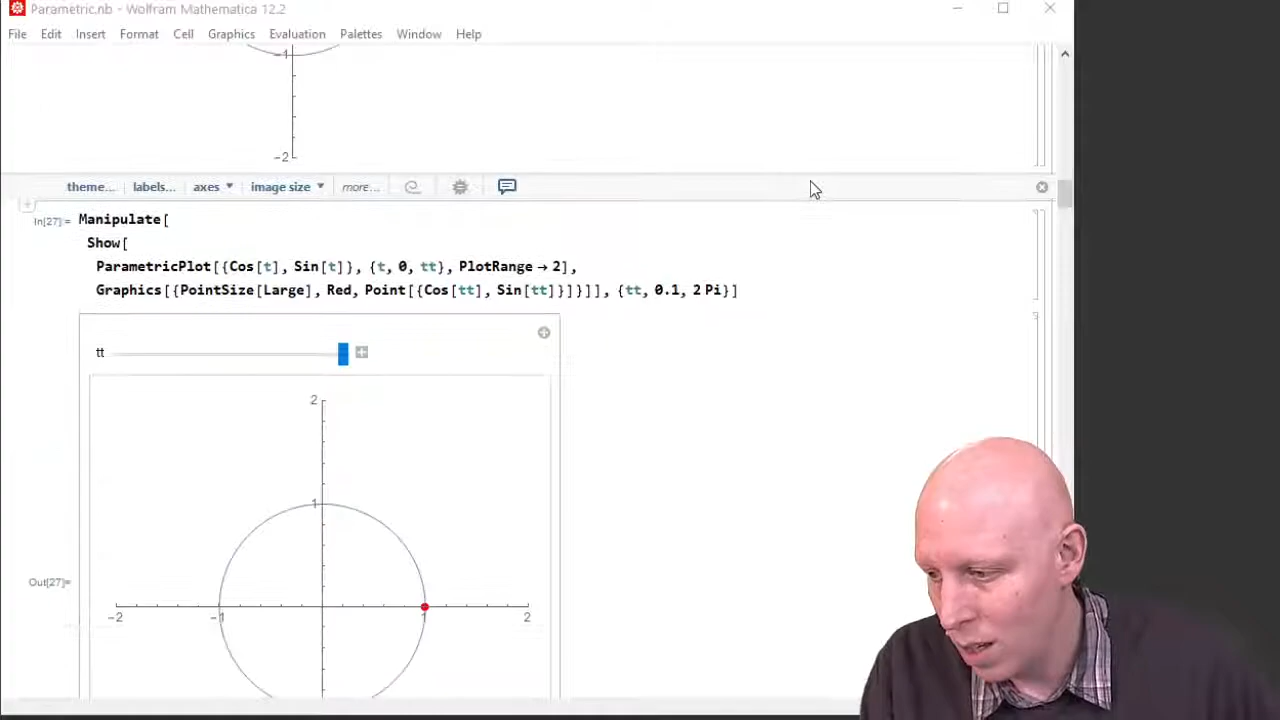 Parametric.nb - Wolfram Mathematica 12.2
File Edit Insert Format Cell Graphics Evaluation Palettes Window Help
-1
-2
theme... labels... axes image size more...
In[27]:= Manipulate[
Show[
ParametricPlot[{Cos[t], Sin[t]}, {t, 0, tt}, PlotRange → 2],
Graphics[{PointSize[Large], Red, Point[{Cos[tt], Sin[tt]}]}]], {tt, 0.1, 2 Pi}]
tt
2
1
Out[27]=
-2 -1 1 2